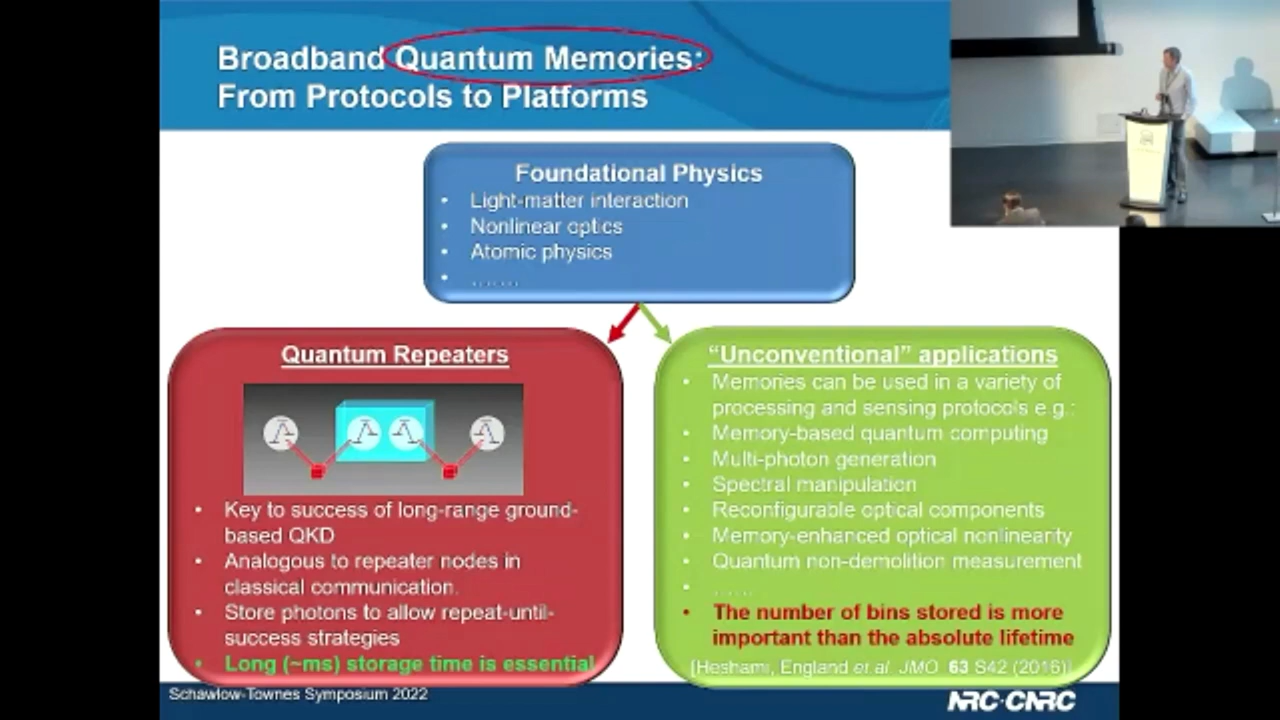 Broadband Quantum Memories:
From Protocols to Platforms
Foundational Physics
• Light-matter interaction
• Nonlinear optics
• Atomic physics
• .......
Quantum Repeaters
• Key to success of long-range ground-
based QKD
• Analogous to repeater nodes in
classical communication.
• Store photons to allow repeat-until-
success strategies
• Long (~ms) storage time is essential
“Unconventional” applications
• Memories can be used in a variety of
processing and sensing protocols e.g.:
• Memory-based quantum computing
• Multi-photon generation
• Spectral manipulation
• Reconfigurable optical components
• Memory-enhanced optical nonlinearity
• Quantum non-demolition measurement
• ......
• The number of bins stored is more
important than the absolute lifetime
[Heshami, England et al. JMO 63 S42 (2016)]
Schawlow-Townes Symposium 2022
NRC·CNRC